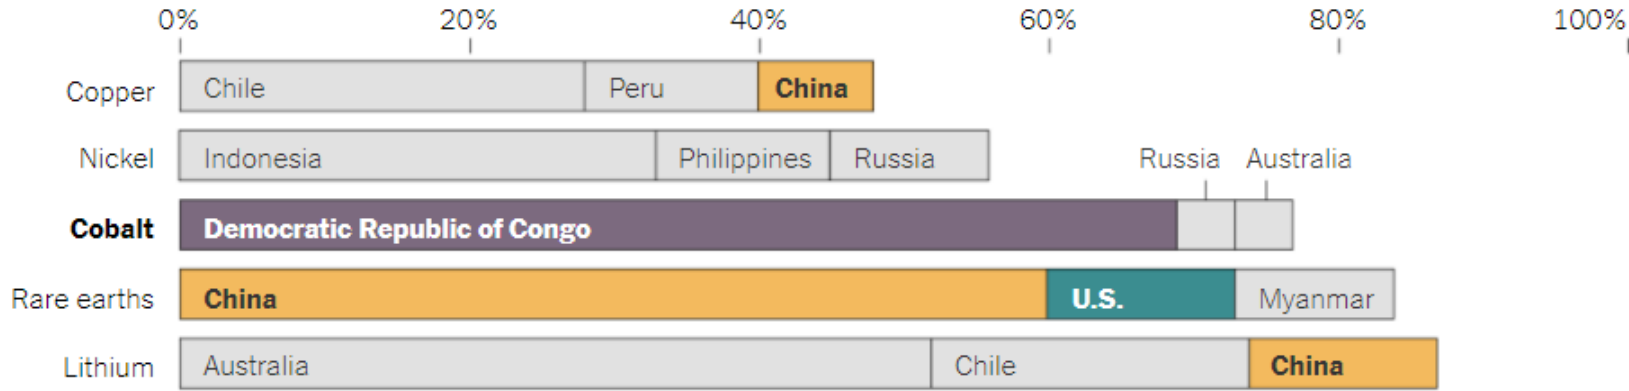 0% 20% 40% 60% 80% 100%
Copper Chile Peru China
Nickel Indonesia Philippines Russia Russia Australia
Cobalt Democratic Republic of Congo
Rare earths China U.S. Myanmar
Lithium Australia Chile China